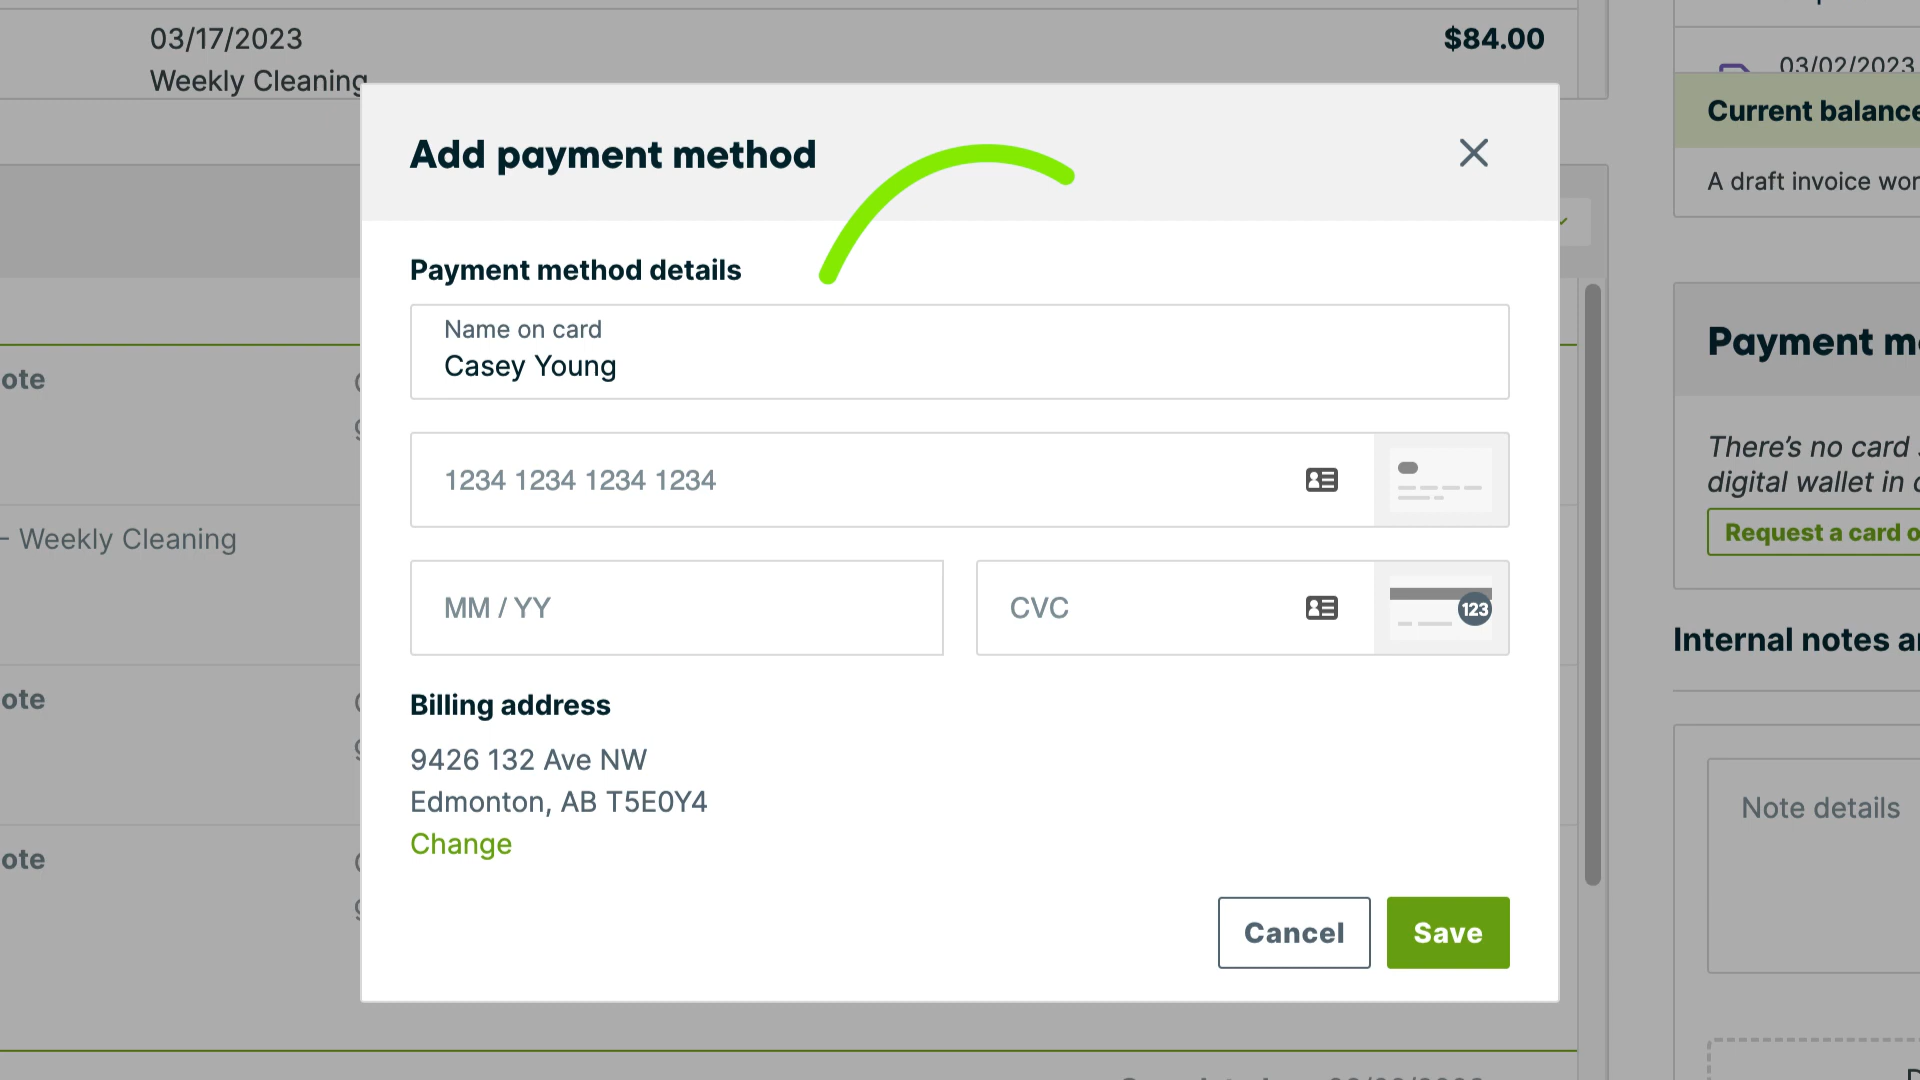 03/17/2023
$84.00
Weekly Cleaning
03/02/2023
Current balance
A draft invoice wor
Add payment method
Payment method details
Name on card
Casey Young
1234 1234 1234 1234
MM / YY
CVC
123
Billing address
9426 132 Ave NW
Edmonton, AB T5E0Y4
Change
Cancel
Save
ote
- Weekly Cleaning
ote
ote
Payment m
There's no card
digital wallet in
Request a card o
Internal notes a
Note details